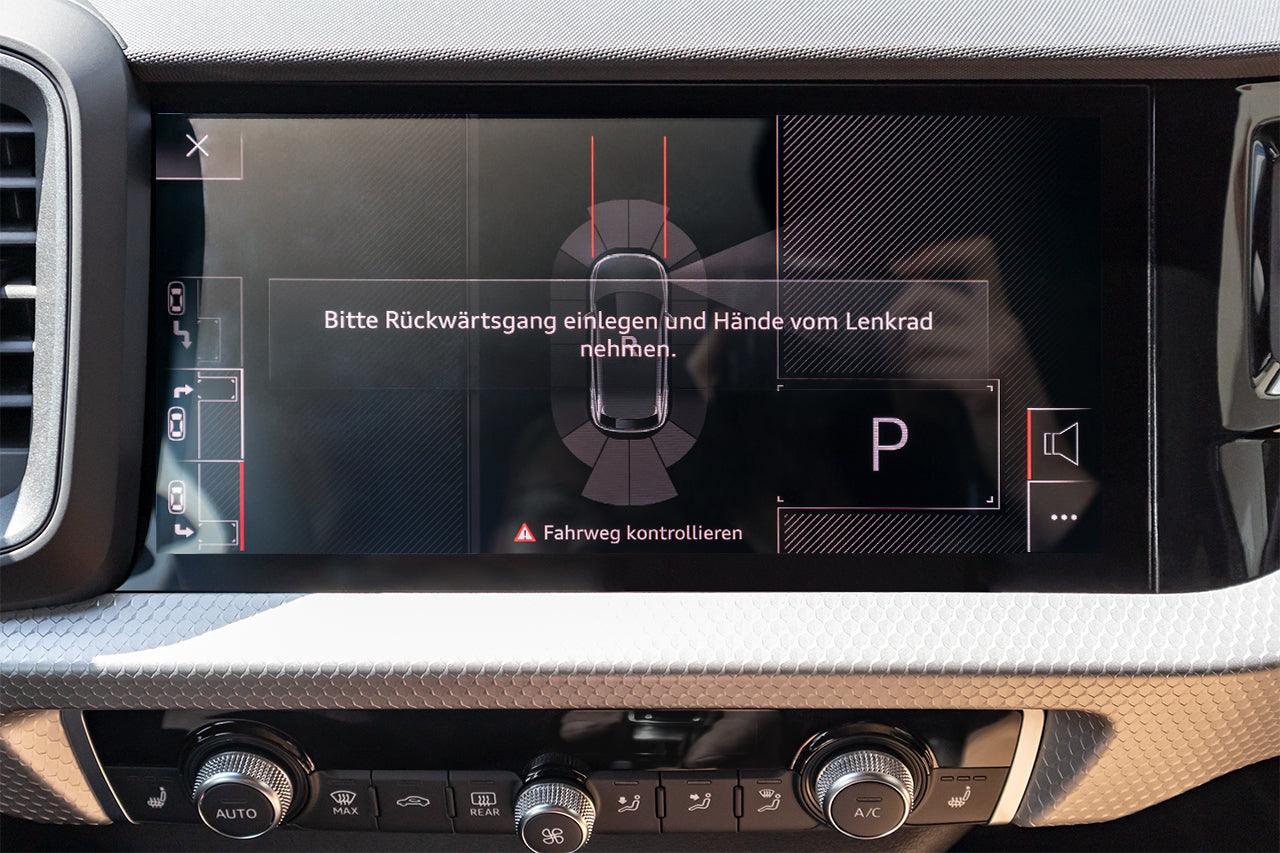 Bitte Rückwärtsgang einlegen und Hände vom Lenkrad
nehmen.
R
P
Fahrweg kontrollieren
AUTO
MAX
REAR
A/C